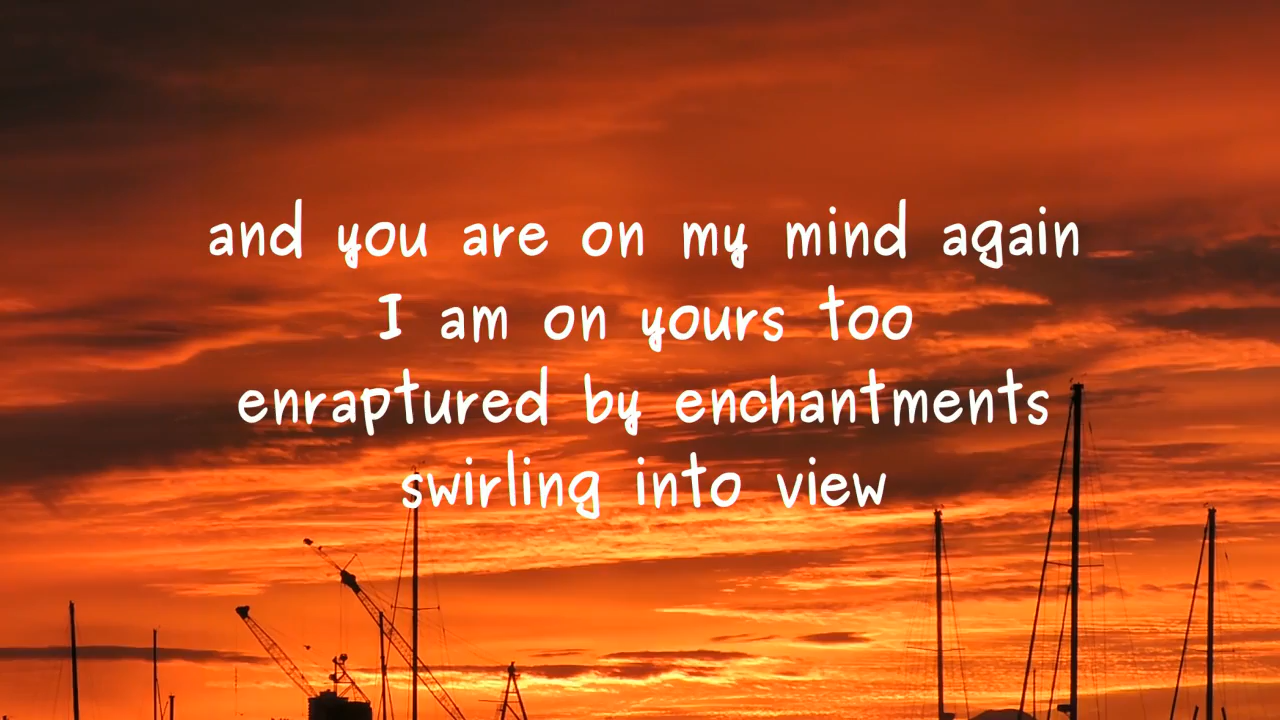 and you are on my mind again
I am on yours too
enraptured by enchantments
swirling into view